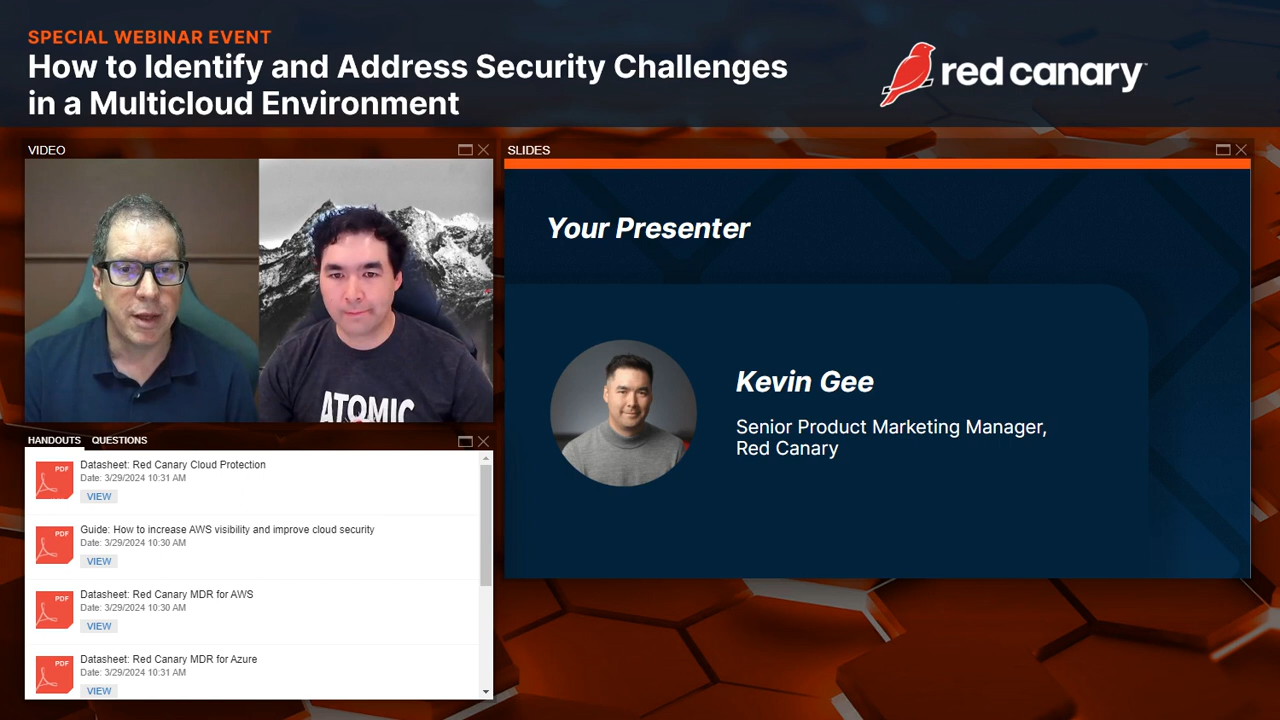 SPECIAL WEBINAR EVENT
How to Identify and Address Security Challenges
in a Multicloud Environment
red canary
VIDEO
ATOMIC
SLIDES
Your Presenter
Kevin Gee
Senior Product Marketing Manager,
Red Canary
HANDOUTS QUESTIONS
PDF
Datasheet: Red Canary Cloud Protection
Date: 3/29/2024 10:31 AM
VIEW
PDF
Guide: How to increase AWS visibility and improve cloud security
Date: 3/29/2024 10:30 AM
VIEW
PDF
Datasheet: Red Canary MDR for AWS
Date: 3/29/2024 10:30 AM
VIEW
PDF
Datasheet: Red Canary MDR for Azure
Date: 3/29/2024 10:31 AM
VIEW